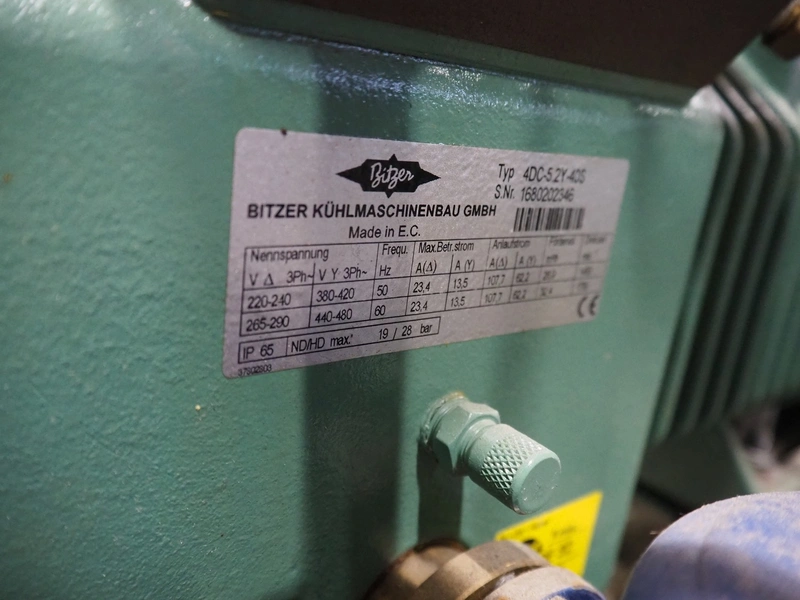 Bitzer
Typ 4DC-5.2Y-40S
S.Nr. 1680202346
BITZER KÜHLMASCHINENBAU GMBH
Made in E.C.
Nennspannung Frequ. Max.Betr.strom Anlaufstrom
V Δ 3Ph~ V Y 3Ph~ Hz A(Δ) A (Y) A(Δ) A (Y)
220-240 380-420 50 23,4 13,5 107,7 62,2
265-290 440-480 60 23,4 13,5 107,7 62,2
IP 65 ND/HD max.: 19 / 28 bar
CE